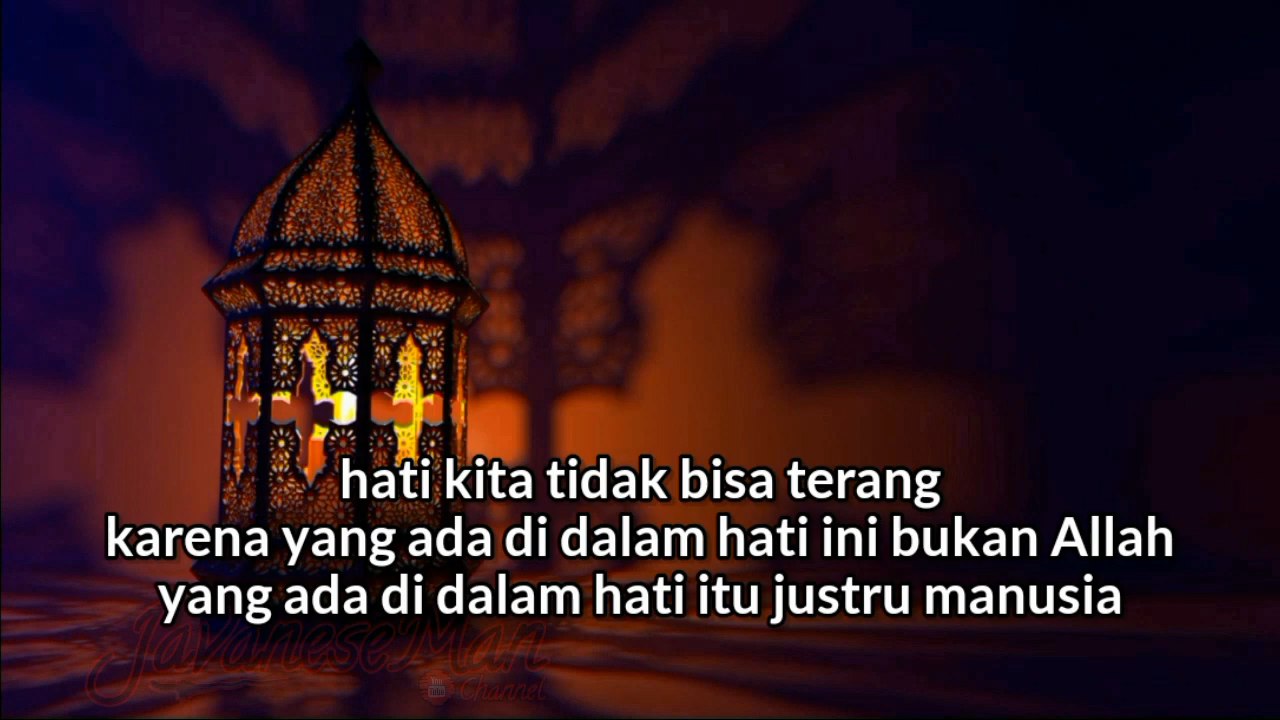 hati kita tidak bisa terang
karena yang ada di dalam hati ini bukan Allah
yang ada di dalam hati itu justru manusia
JavaneseMan
Channel